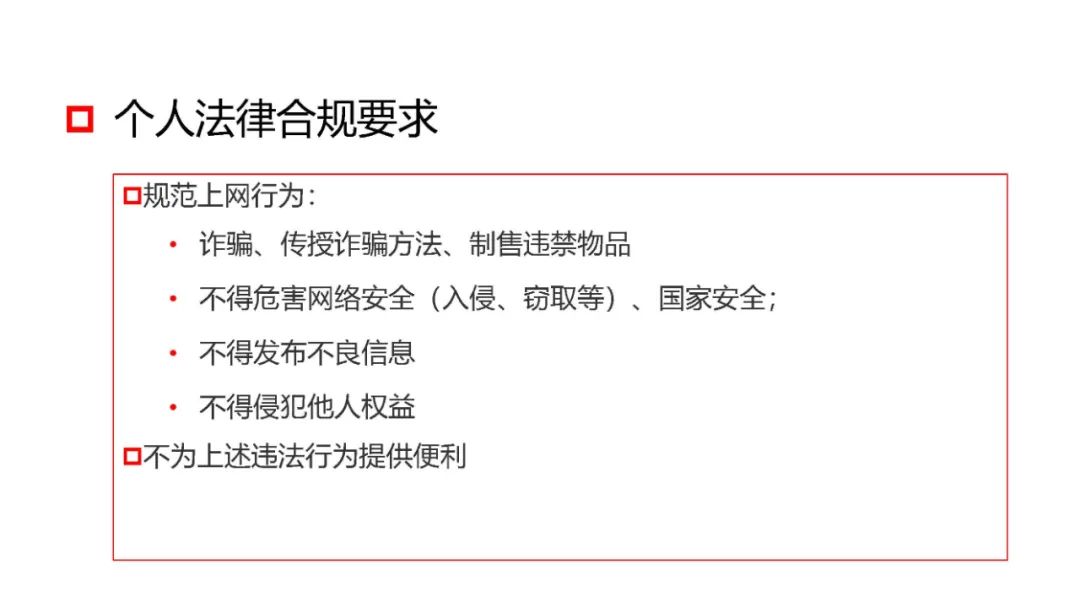 个人法律合规要求
规范上网行为：
诈骗、传授诈骗方法、制售违禁物品
不得危害网络安全（入侵、窃取等）、国家安全；
不得发布不良信息
不得侵犯他人权益
不为上述违法行为提供便利